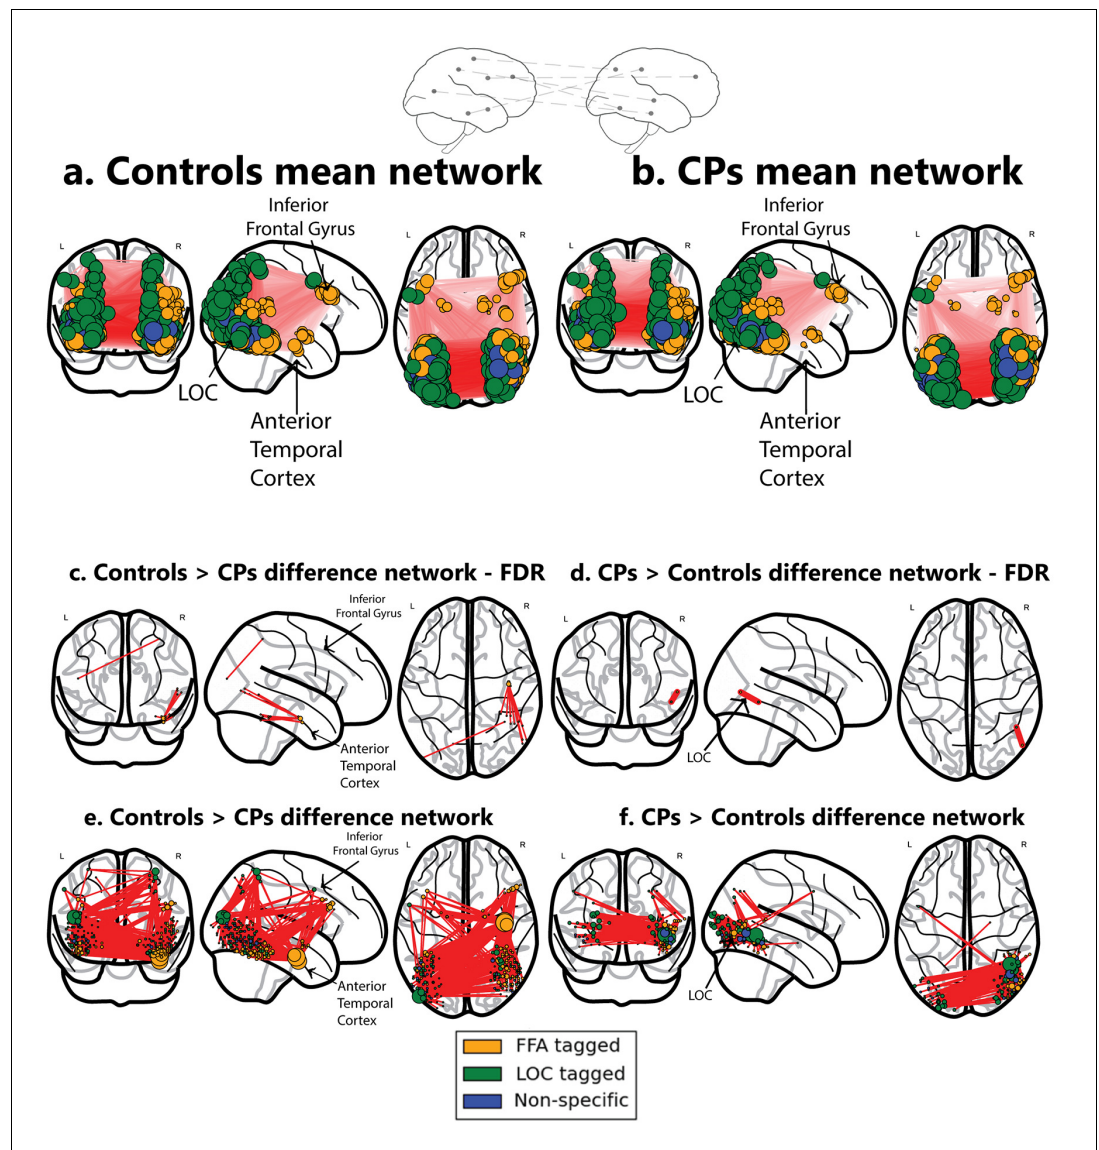 a. Controls mean network
b. CPs mean network
Inferior
Frontal Gyrus
L
R
LOC
Anterior
Temporal
Cortex
L
R
Inferior
Frontal Gyrus
L
R
LOC
Anterior
Temporal
Cortex
L
R
c. Controls > CPs difference network - FDR
d. CPs > Controls difference network - FDR
L
R
Inferior
Frontal Gyrus
L
R
Anterior
Temporal
Cortex
L
R
LOC
L
R
e. Controls > CPs difference network
f. CPs > Controls difference network
L
R
Inferior
Frontal Gyrus
L
R
Anterior
Temporal
Cortex
L
R
LOC
L
R
FFA tagged
LOC tagged
Non-specific